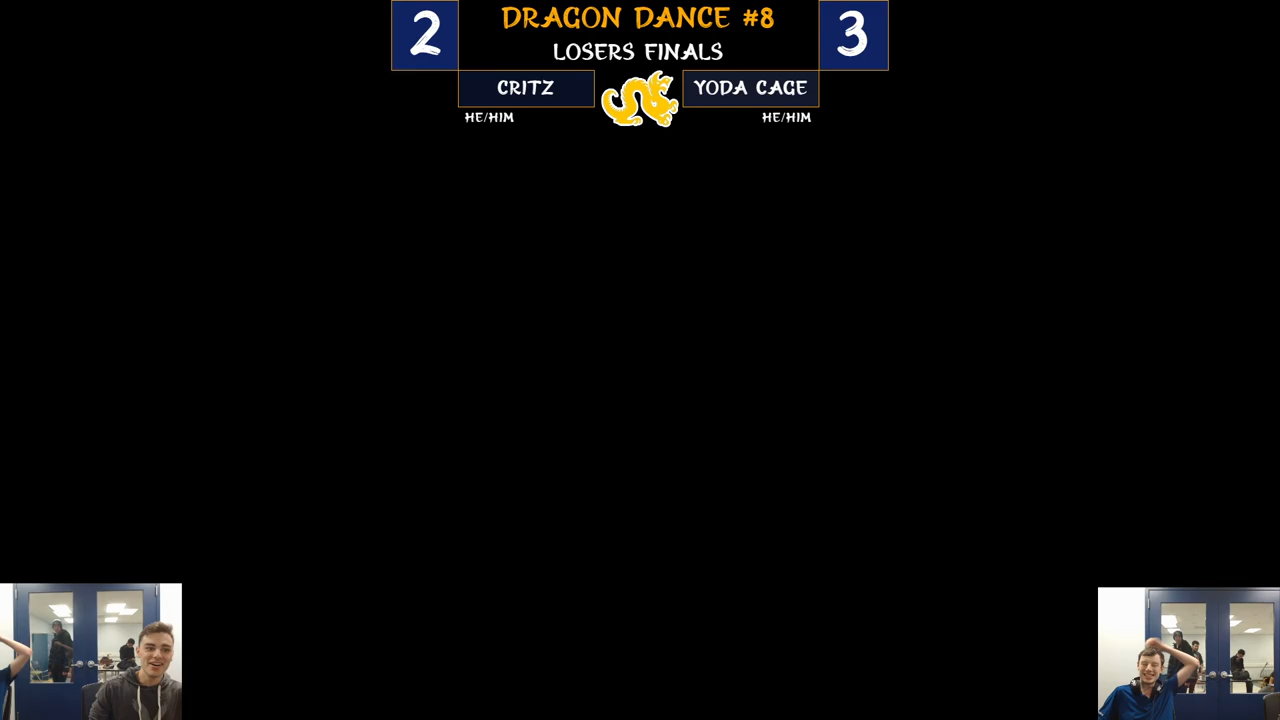 2
DRAGON DANCE #8
3
LOSERS FINALS
CRITZ
YODA CAGE
HE/HIM
HE/HIM